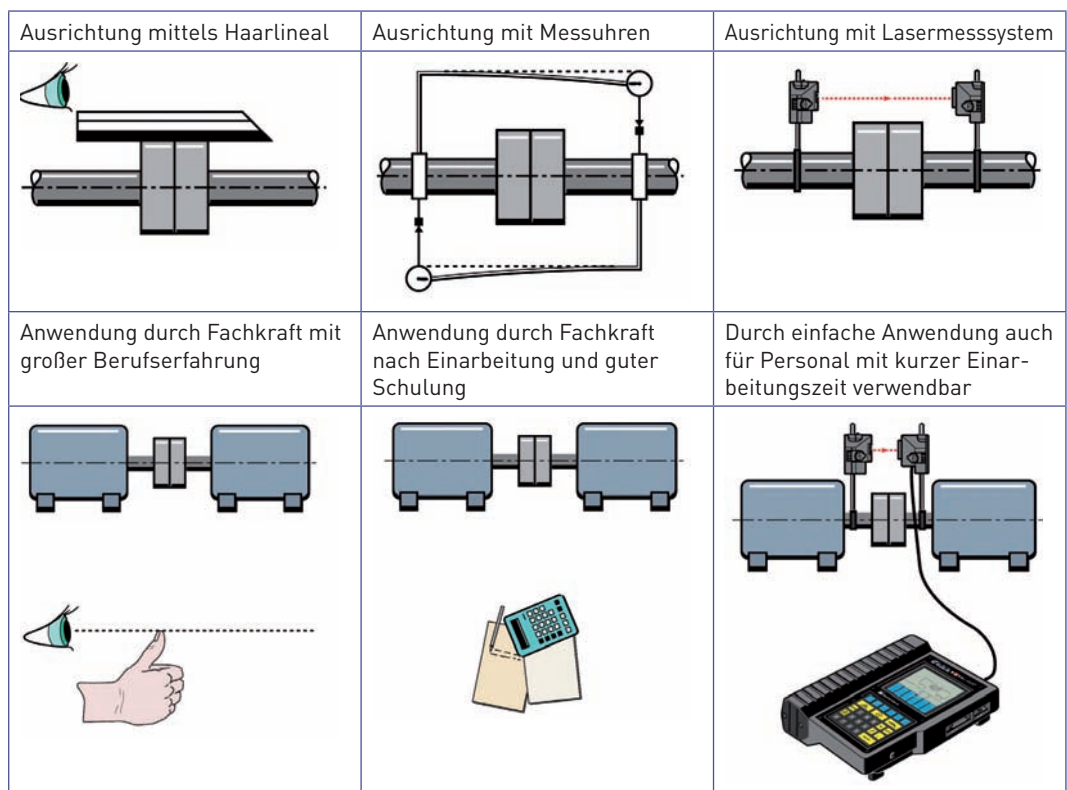 Ausrichtung mittels Haarlineal
Ausrichtung mit Messuhren
Ausrichtung mit Lasermesssystem
Anwendung durch Fachkraft mit
großer Berufserfahrung
Anwendung durch Fachkraft
nach Einarbeitung und guter
Schulung
Durch einfache Anwendung auch
für Personal mit kurzer Einar-
beitungszeit verwendbar